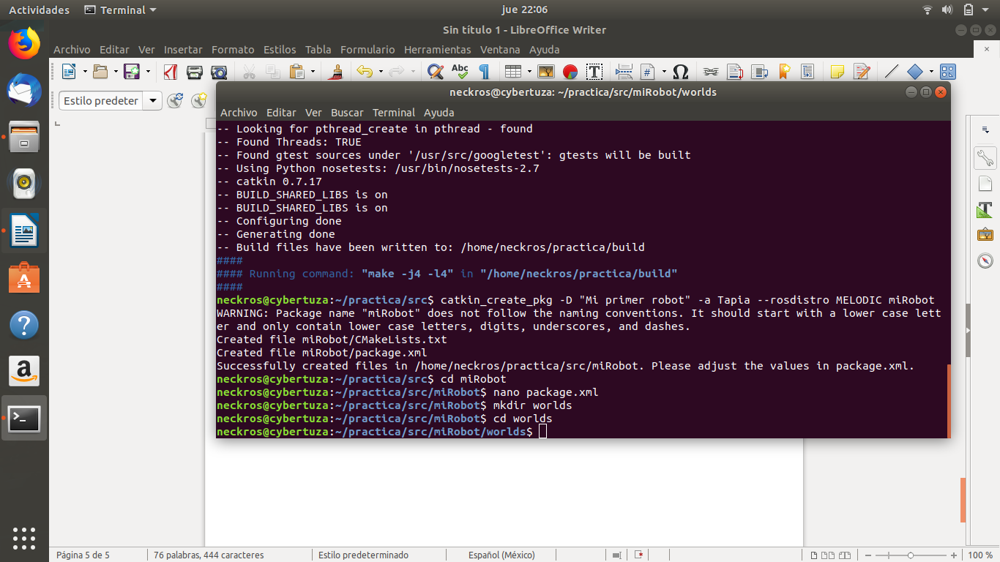 Actividades Terminal jue 22:06
Sin título 1 - LibreOffice Writer
Archivo Editar Ver Insertar Formato Estilos Tabla Formulario Herramientas Ventana Ayuda
Estilo predeter
neckros@cybertuza: ~/practica/src/miRobot/worlds
Archivo Editar Ver Buscar Terminal Ayuda
-- Looking for pthread_create in pthread - found
-- Found Threads: TRUE
-- Found gtest sources under '/usr/src/googletest': gtests will be built
-- Using Python nosetests: /usr/bin/nosetests-2.7
-- catkin 0.7.17
-- BUILD_SHARED_LIBS is on
-- BUILD_SHARED_LIBS is on
-- Configuring done
-- Generating done
-- Build files have been written to: /home/neckros/practica/build
####
#### Running command: "make -j4 -l4" in "/home/neckros/practica/build"
####
neckros@cybertuza:~/practica/src$ catkin_create_pkg -D "Mi primer robot" -a Tapia --rosdistro MELODIC miRobot
WARNING: Package name "miRobot" does not follow the naming conventions. It should start with a lower case lett
er and only contain lower case letters, digits, underscores, and dashes.
Created file miRobot/CMakeLists.txt
Created file miRobot/package.xml
Successfully created files in /home/neckros/practica/src/miRobot. Please adjust the values in package.xml.
neckros@cybertuza:~/practica/src$ cd miRobot
neckros@cybertuza:~/practica/src/miRobot$ nano package.xml
neckros@cybertuza:~/practica/src/miRobot$ mkdir worlds
neckros@cybertuza:~/practica/src/miRobot$ cd worlds
neckros@cybertuza:~/practica/src/miRobot/worlds$
Página 5 de 5 76 palabras, 444 caracteres Estilo predeterminado Español (México) 100 %